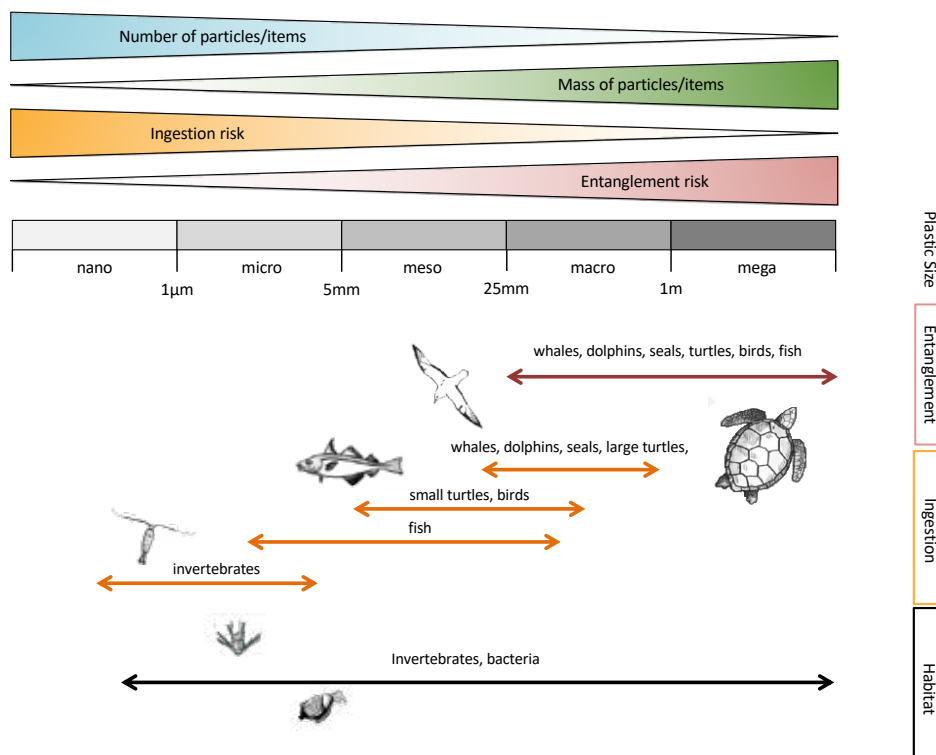 Number of particles/items
Mass of particles/items
Ingestion risk
Entanglement risk
nano
micro
meso
macro
mega
1µm
5mm
25mm
1m
Plastic Size
whales, dolphins, seals, turtles, birds, fish
Entanglement
whales, dolphins, seals, large turtles,
small turtles, birds
fish
invertebrates
Ingestion
Invertebrates, bacteria
Habitat